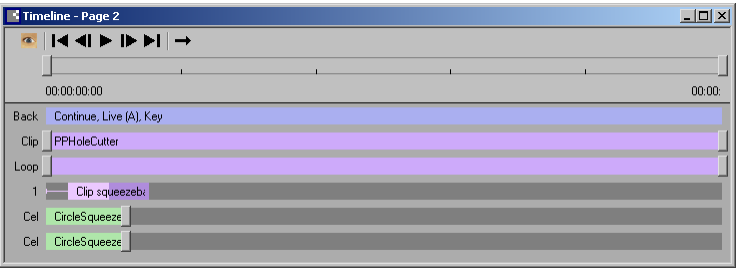 Timeline - Page 2
00:00:00:00 00:00:
Back Continue, Live (A), Key
Clip PPHoleCutter
Loop
1 Clip squeezeba
Cel CircleSqueeze
Cel CircleSqueeze